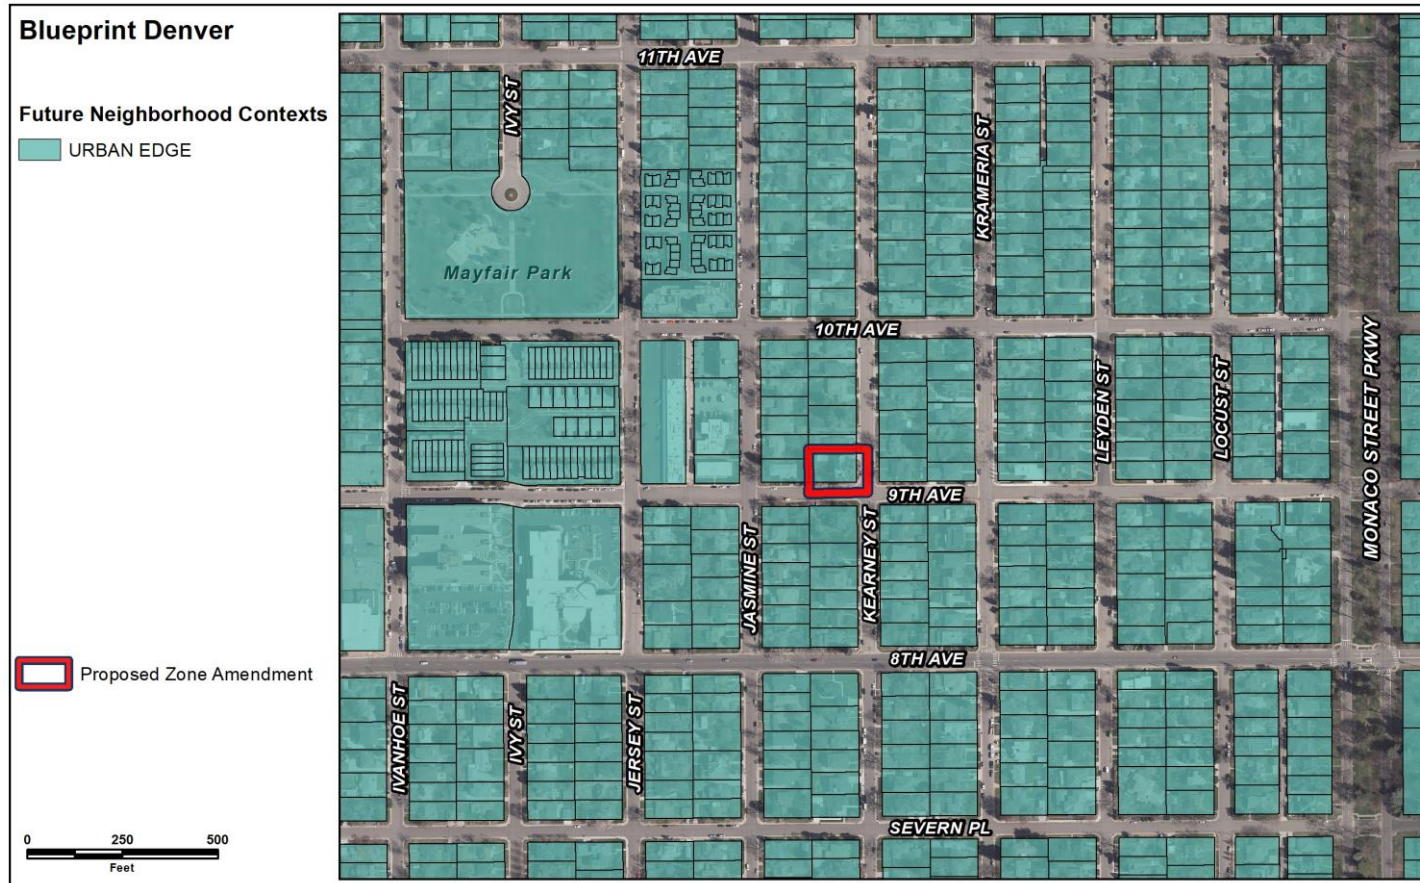 Blueprint Denver
Future Neighborhood Contexts
URBAN EDGE
Proposed Zone Amendment
0 250 500
Feet
11TH AVE
IVY ST
KRAMERIA ST
Mayfair Park
10TH AVE
MONACO STREET PKWY
LEYDEN ST
LOCUST ST
9TH AVE
JASMINE ST
KEARNEY ST
8TH AVE
IVANHOE ST
IVY ST
JERSEY ST
SEVERN PL